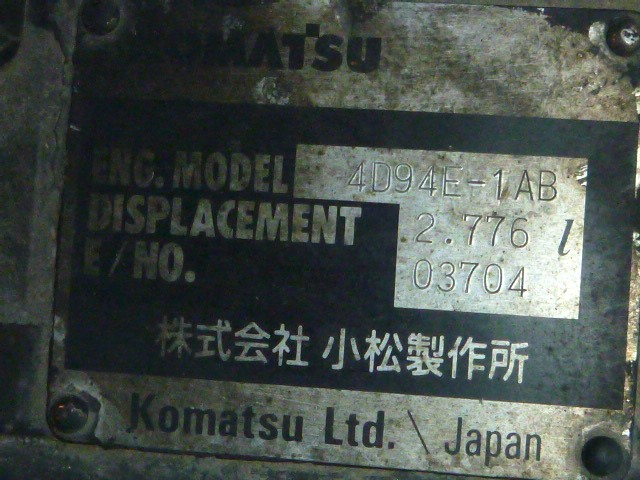 KOMATSU
ENG. MODEL 4D94E-1AB
DISPLACEMENT 2.776 l
E/NO. 03704
株式会社 小松製作所
Komatsu Ltd. \ Japan